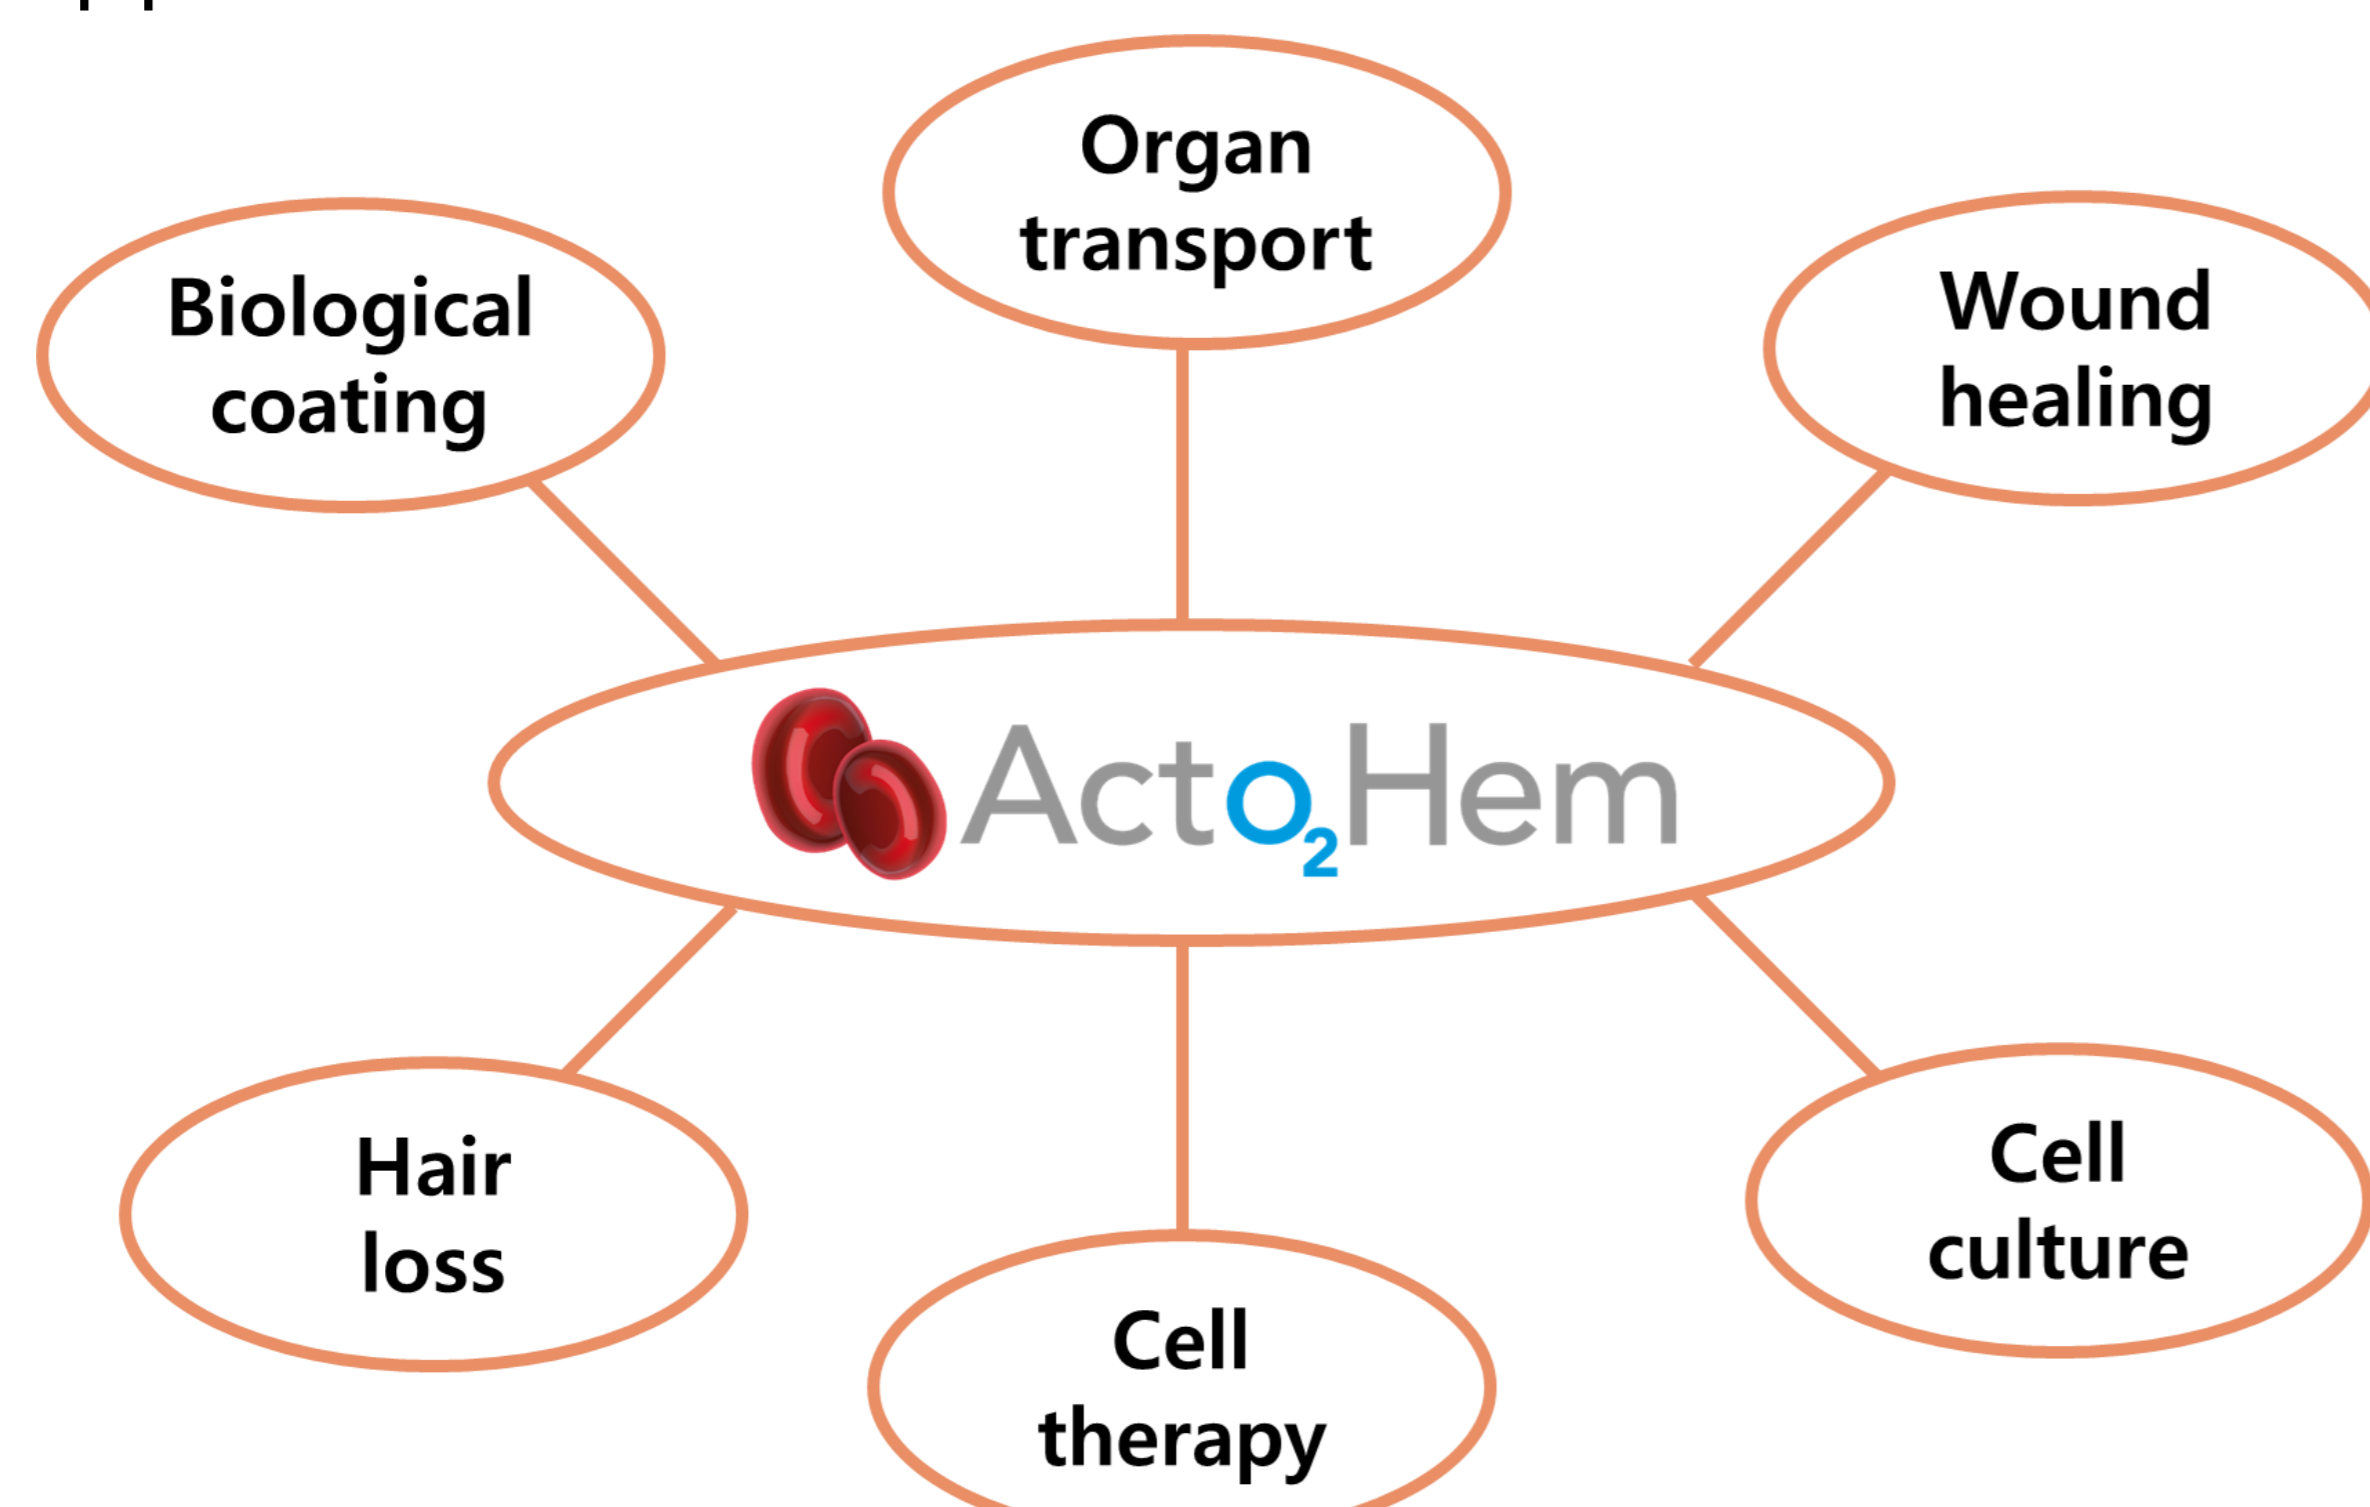 Organ
transport
Biological
coating
Wound
healing
Acto₂Hem
Hair
loss
Cell
culture
Cell
therapy